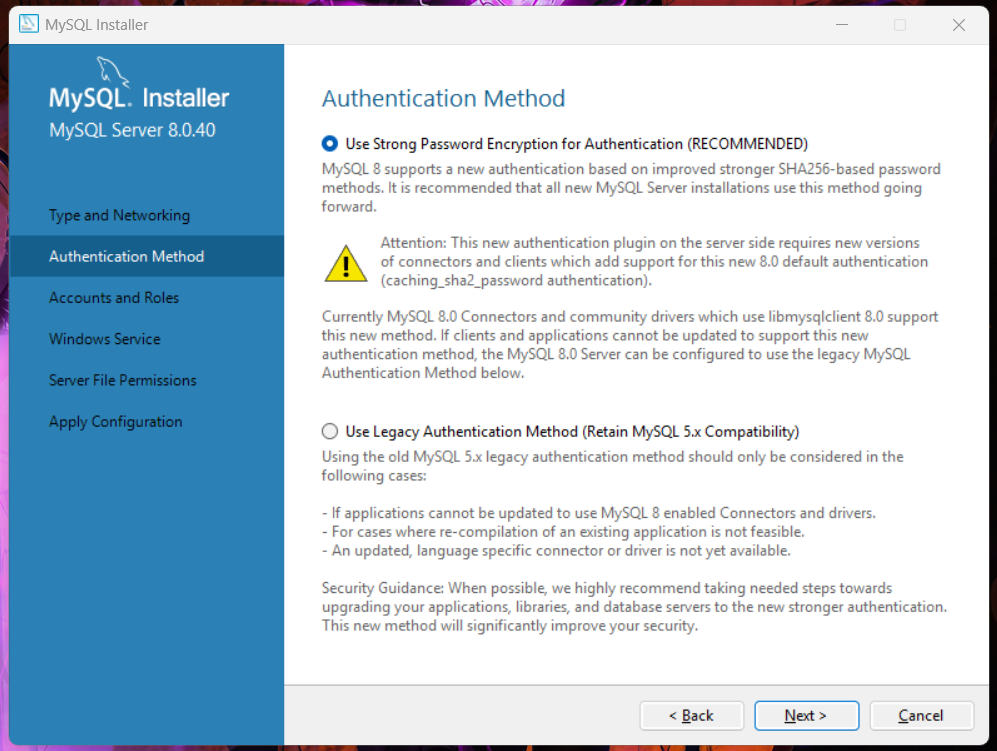 MySQL Installer
MySQL® Installer
MySQL Server 8.0.40
Type and Networking
Authentication Method
Accounts and Roles
Windows Service
Server File Permissions
Apply Configuration
Authentication Method
Use Strong Password Encryption for Authentication (RECOMMENDED)
MySQL 8 supports a new authentication based on improved stronger SHA256-based password
methods. It is recommended that all new MySQL Server installations use this method going
forward.
Attention: This new authentication plugin on the server side requires new versions
of connectors and clients which add support for this new 8.0 default authentication
(caching_sha2_password authentication).
Currently MySQL 8.0 Connectors and community drivers which use libmysqlclient 8.0 support
this new method. If clients and applications cannot be updated to support this new
authentication method, the MySQL 8.0 Server can be configured to use the legacy MySQL
Authentication Method below.
Use Legacy Authentication Method (Retain MySQL 5.x Compatibility)
Using the old MySQL 5.x legacy authentication method should only be considered in the
following cases:
- If applications cannot be updated to use MySQL 8 enabled Connectors and drivers.
- For cases where re-compilation of an existing application is not feasible.
- An updated, language specific connector or driver is not yet available.
Security Guidance: When possible, we highly recommend taking needed steps towards
upgrading your applications, libraries, and database servers to the new stronger authentication.
This new method will significantly improve your security.
< Back
Next >
Cancel